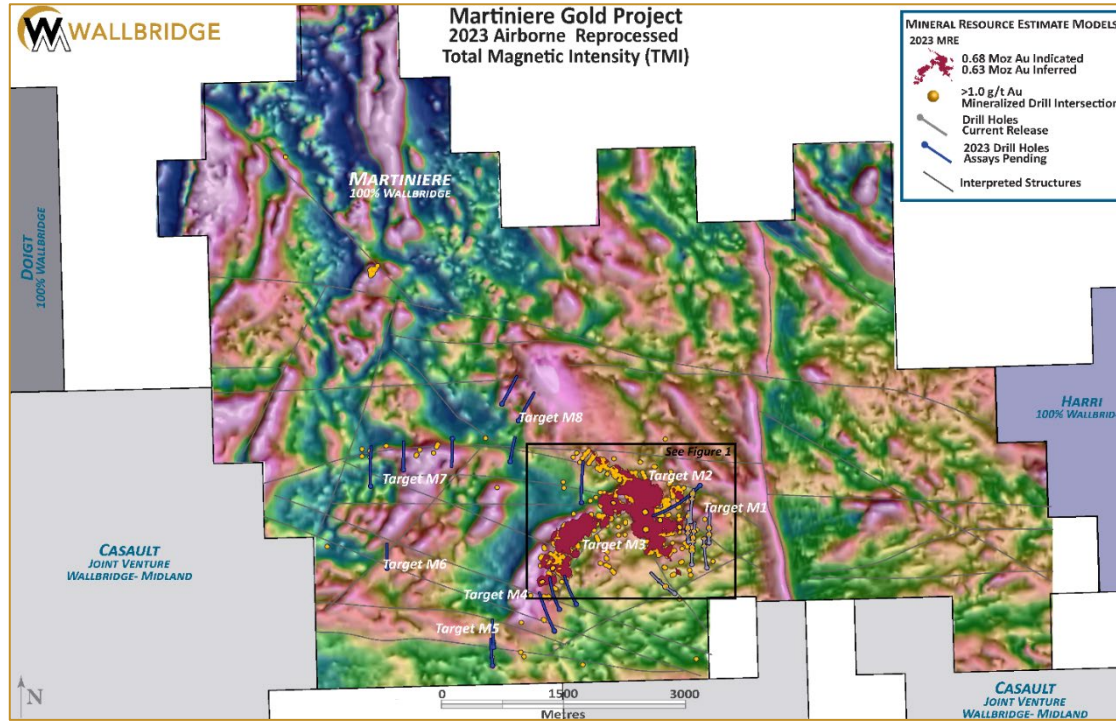 WALLBRIDGE
Martiniere Gold Project
2023 Airborne Reprocessed
Total Magnetic Intensity (TMI)
MINERAL RESOURCE ESTIMATE MODELS
2023 MRE
0.68 Moz Au Indicated
0.63 Moz Au Inferred
>1.0 g/t Au
Mineralized Drill Intersection
Drill Holes
Current Release
2023 Drill Holes
Assays Pending
Interpreted Structures
MARTINIERE
100% WALLBRIDGE
DOIGT
100% WALLBRIDGE
HARRI
100% WALLBRID
Target M8
See Figure 1
Target M7
Target M2
Target M1
Target M3
Target M6
Target M4
Target M5
CASAULT
JOINT VENTURE
WALLBRIDGE- MIDLAND
N
0 1500 3000
Metres
CASAULT
JOINT VENTURE
WALLBRIDGE- MIDLAND